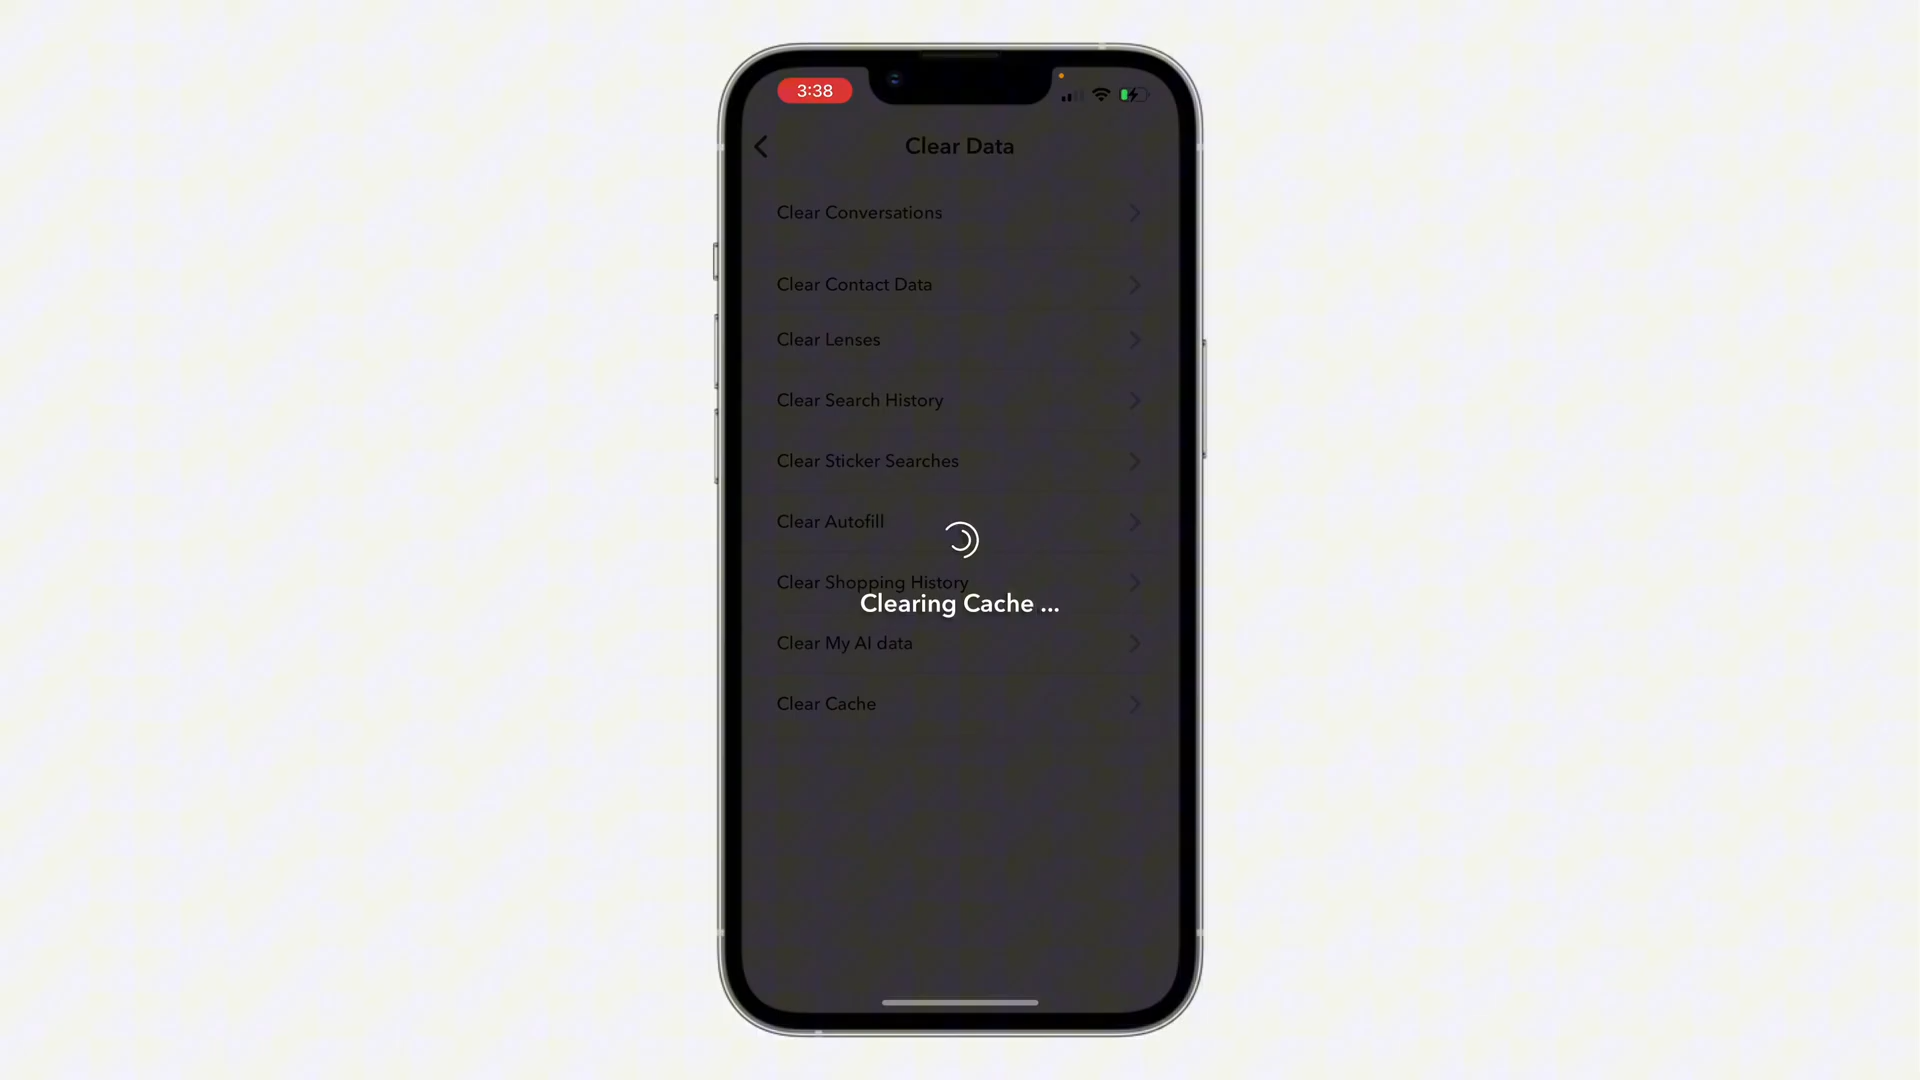 3:38
Clear Data
Clear Conversations
Clear Contact Data
Clear Lenses
Clear Search History
Clear Sticker Searches
Clear Autofill
Clear Shopping History
Clearing Cache ...
Clear My AI data
Clear Cache